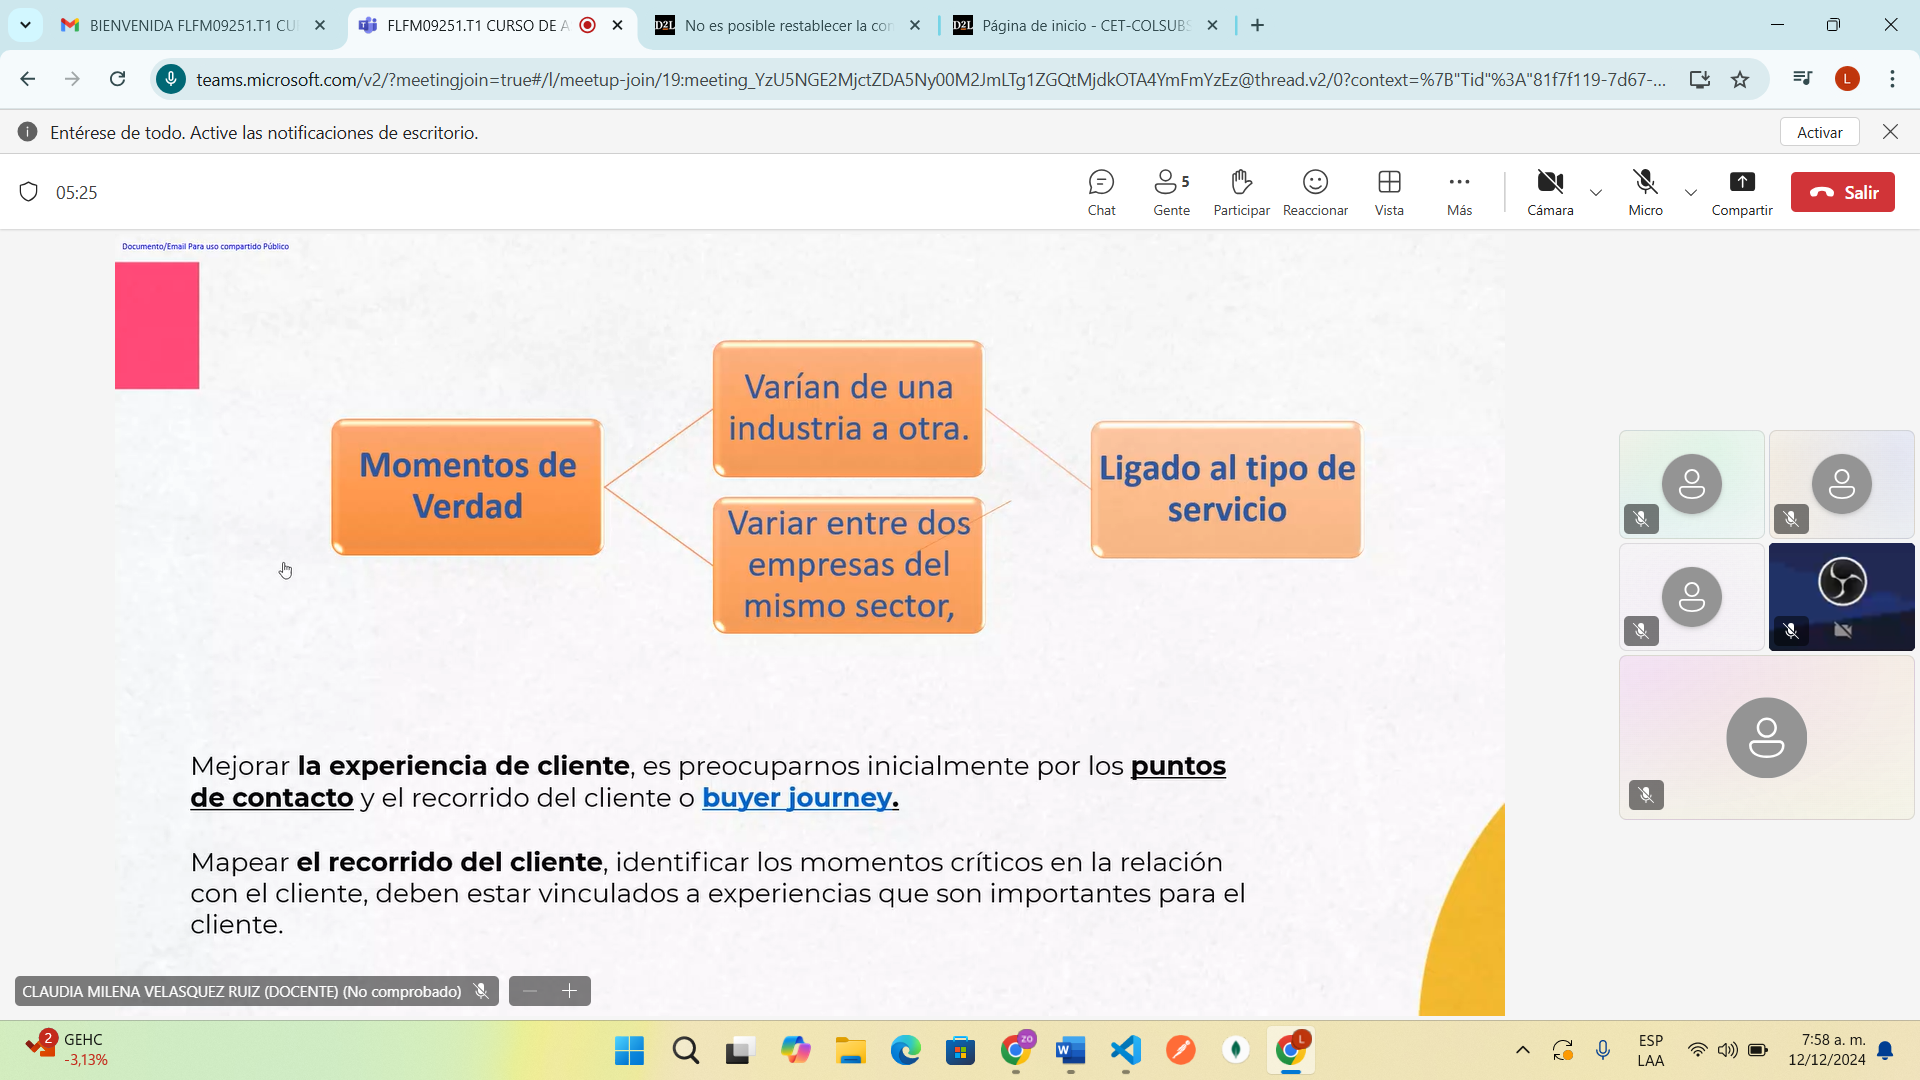 BIENVENIDA FLFM09251.T1 CU
FLFM09251.T1 CURSO DE A
No es posible restablecer la con
Página de inicio - CET-COLSUBS
teams.microsoft.com/v2/?meetingjoin=true#/l/meetup-join/19:meeting_YzU5NGE2MjctZDA5Ny00M2JmLTg1ZGQtMjdkOTA4YmFmYzEz@thread.v2/0?context=%7B"Tid"%3A"81f7f119-7d67-...
L
Entérese de todo. Active las notificaciones de escritorio.
Activar
05:25
Chat
5
Gente
Participar
Reaccionar
Vista
Más
Cámara
Micro
Compartir
Salir
Documento/Email Para uso compartido Público
Momentos de
Verdad
Varían de una
industria a otra.
Variar entre dos
empresas del
mismo sector,
Ligado al tipo de
servicio
Mejorar la experiencia de cliente, es preocuparnos inicialmente por los puntos
de contacto y el recorrido del cliente o buyer journey.
Mapear el recorrido del cliente, identificar los momentos críticos en la relación
con el cliente, deben estar vinculados a experiencias que son importantes para el
cliente.
CLAUDIA MILENA VELASQUEZ RUIZ (DOCENTE) (No comprobado)
2
GEHC
-3,13%
ZO
L
ESP
LAA
7:58 a. m.
12/12/2024